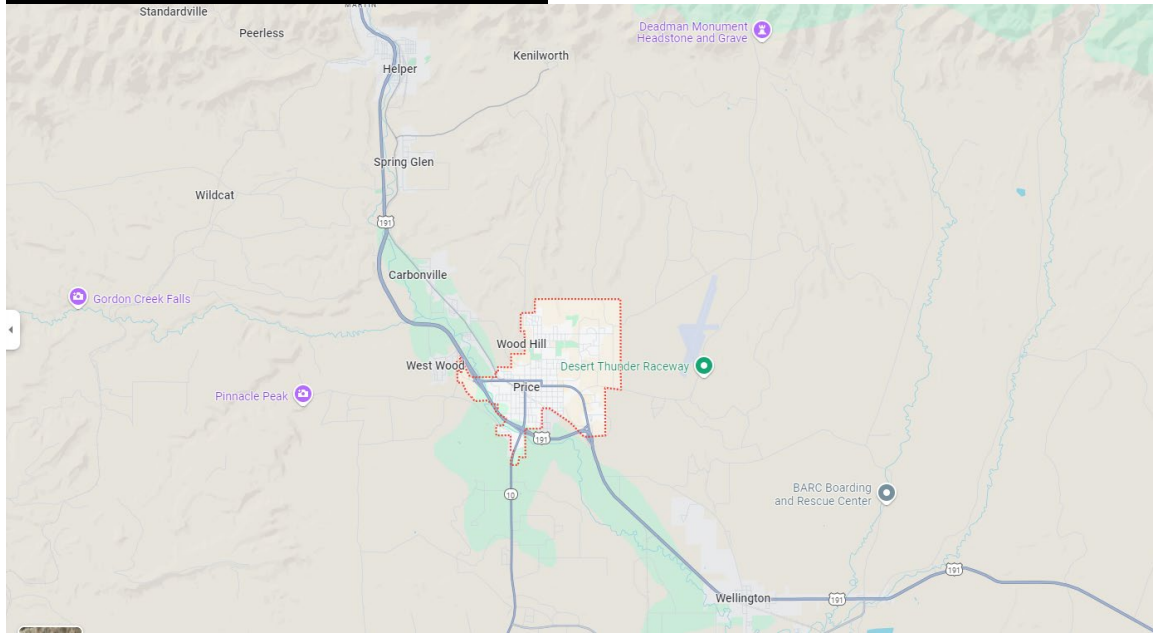 MARTIN
Standardville
Deadman Monument
Headstone and Grave
Peerless
Kenilworth
Helper
Spring Glen
Wildcat
191
Carbonville
Gordon Creek Falls
Wood Hill
West Wood
Desert Thunder Raceway
Price
Pinnacle Peak
191
10
BARC Boarding
and Rescue Center
191
Wellington
191